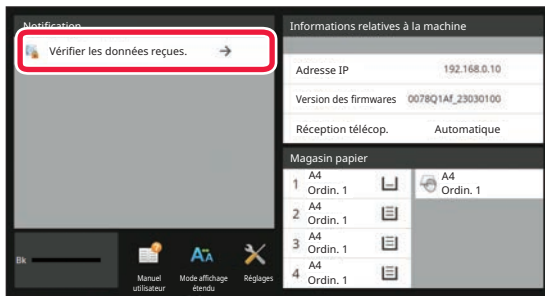 Notification
Vérifier les données reçues.
Informations relatives à la machine
Adresse IP 192.168.0.10
Version des firmwares 0078Q1Af_23030100
Réception télécop. Automatique
Magasin papier
1 A4
Ordin. 1
A4
Ordin. 1
2 A4
Ordin. 1
3 A4
Ordin. 1
4 A4
Ordin. 1
Bk
Manuel
utilisateur
Mode affichage
étendu
Réglages